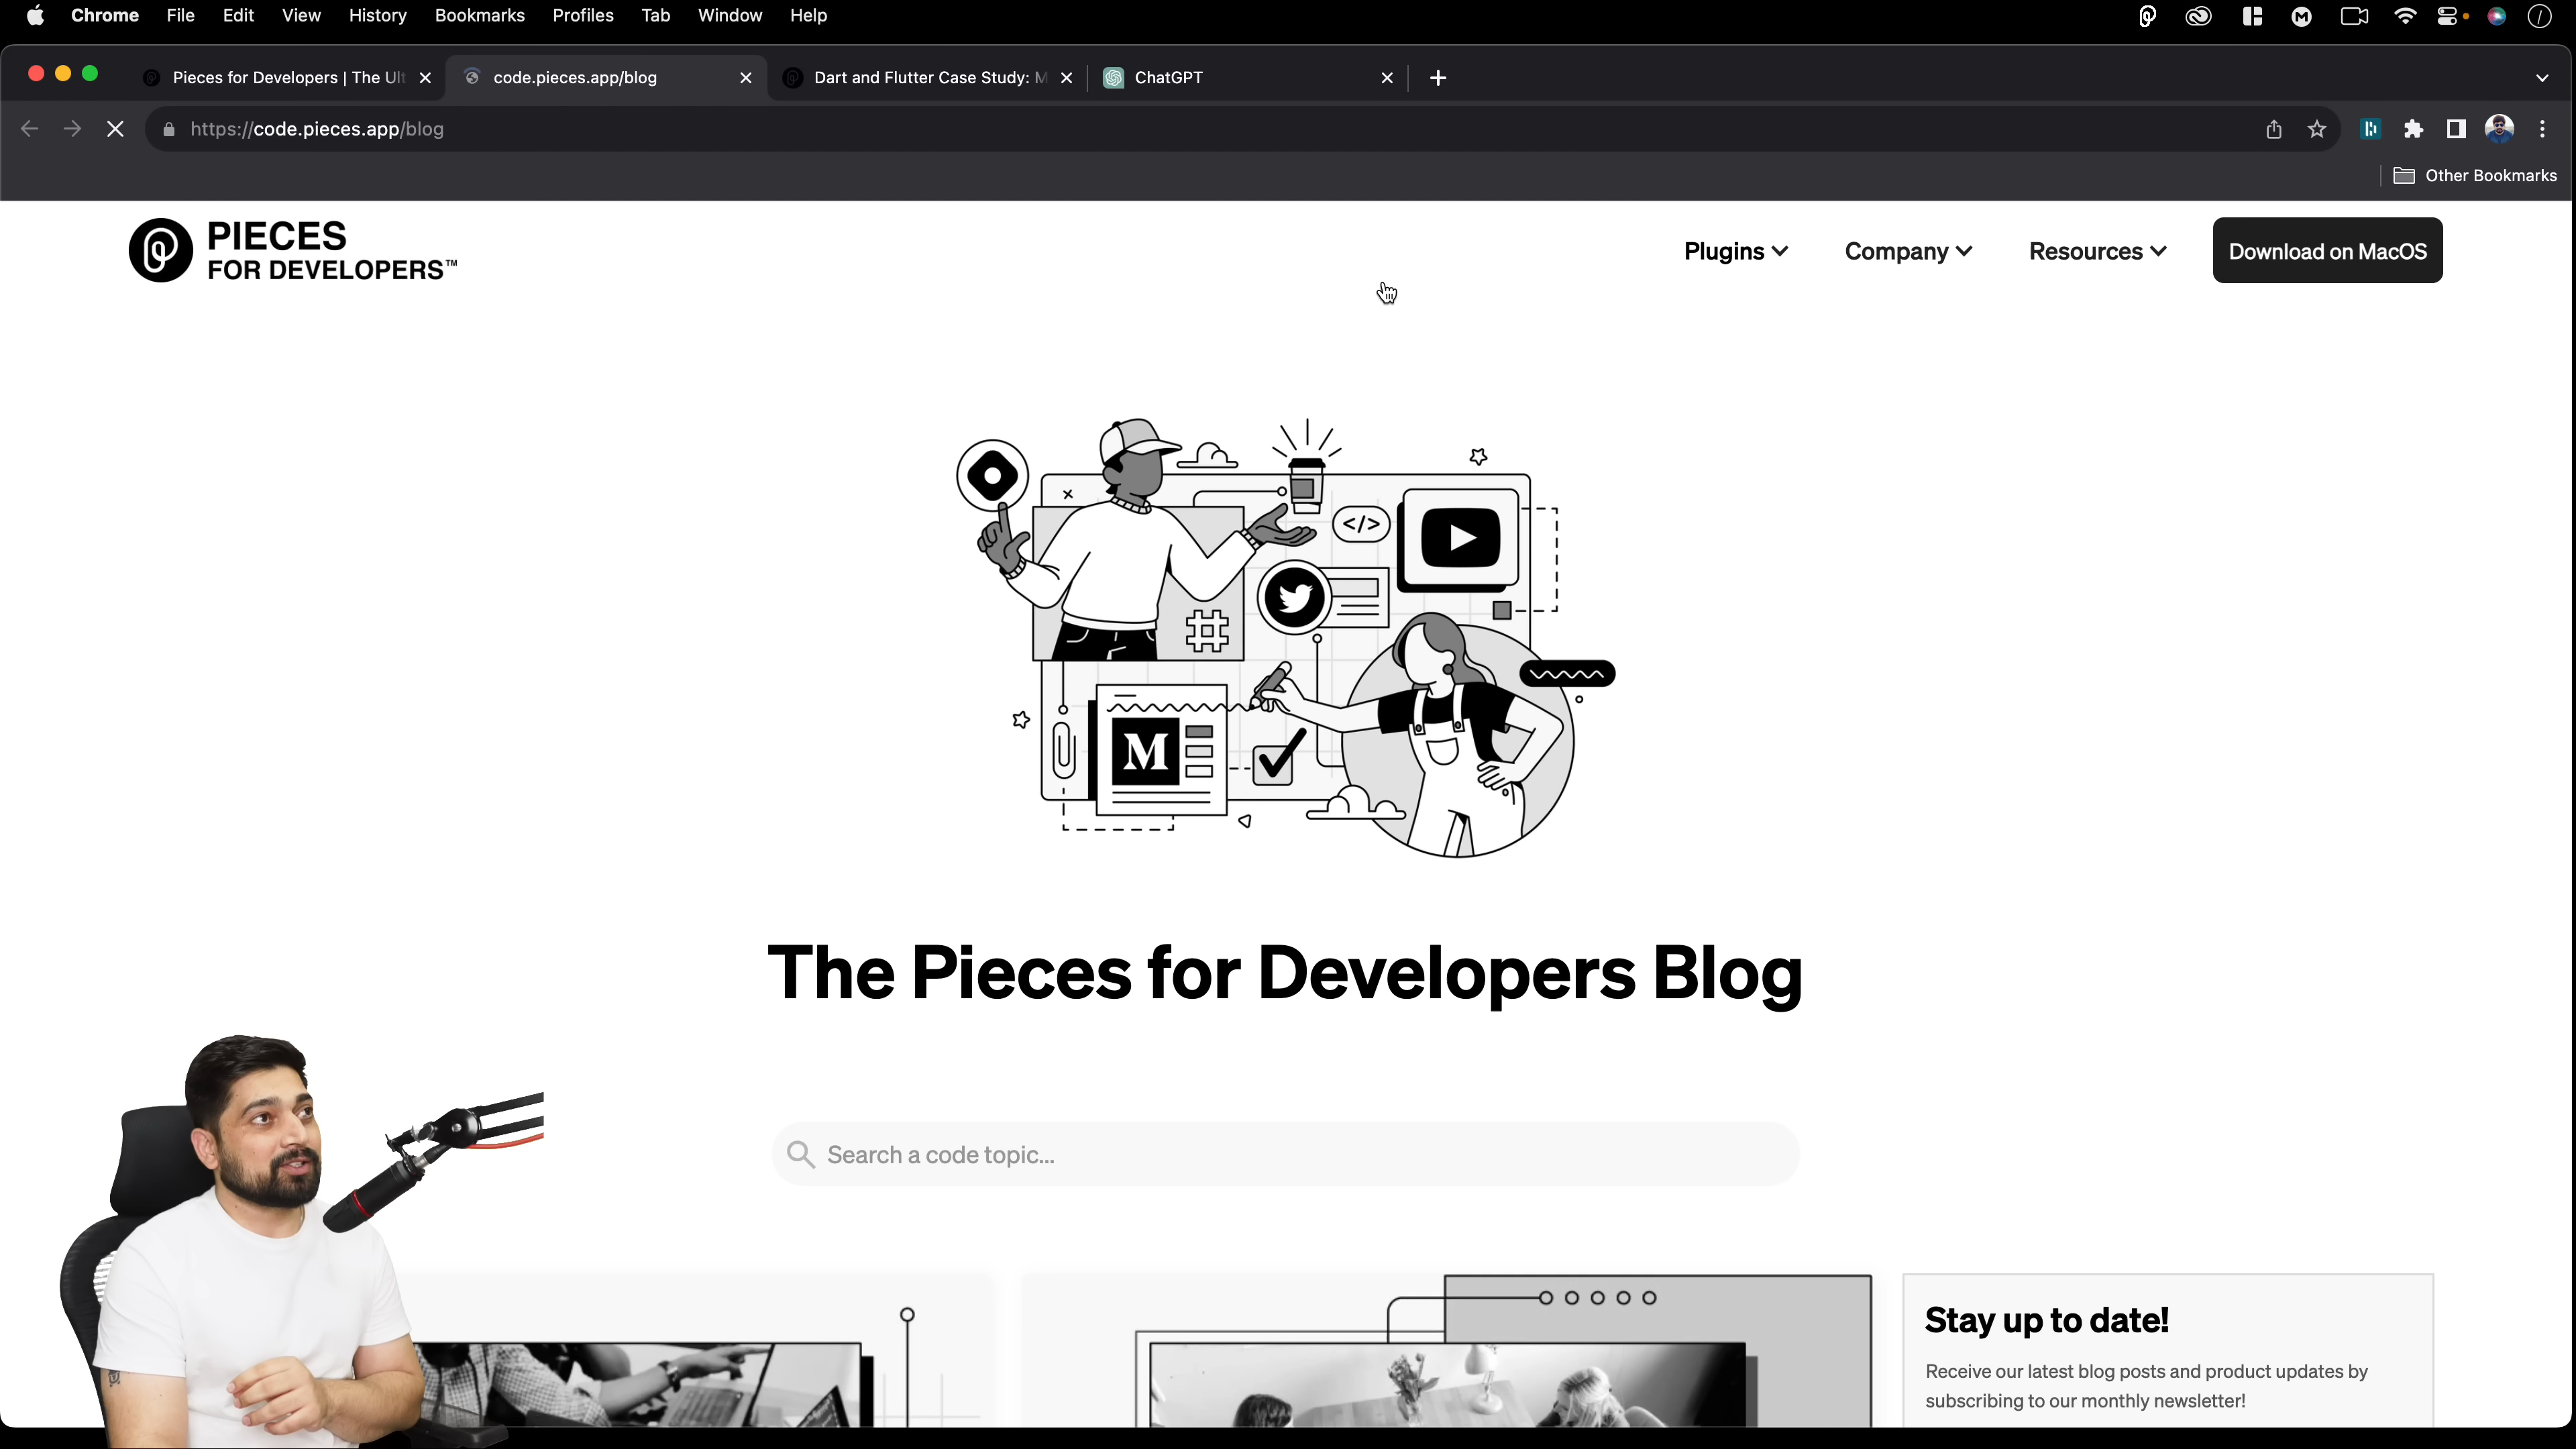 Chrome File Edit View History Bookmarks Profiles Tab Window Help
Pieces for Developers | The Ult
code.pieces.app/blog
Dart and Flutter Case Study: M
ChatGPT
https://code.pieces.app/blog
Other Bookmarks
PIECES
FOR DEVELOPERS™
Plugins
Company
Resources
Download on MacOS
</>
M
The Pieces for Developers Blog
Search a code topic...
Stay up to date!
Receive our latest blog posts and product updates by
subscribing to our monthly newsletter!